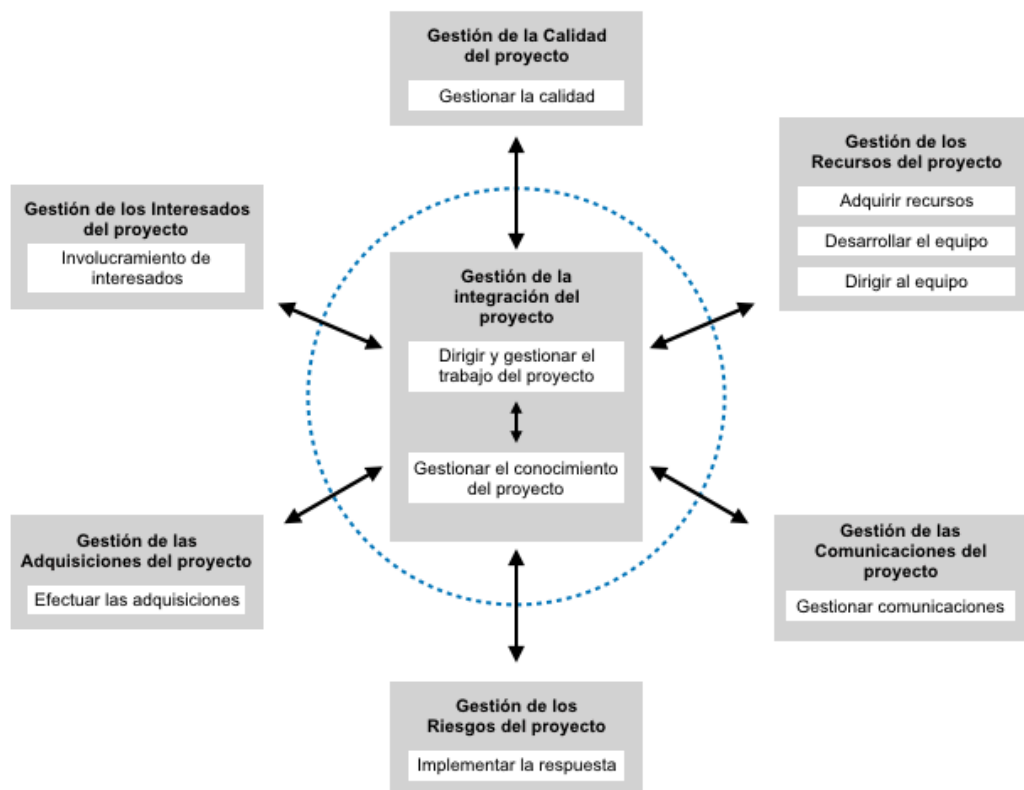 Gestión de la Calidad
del proyecto
Gestionar la calidad
Gestión de los
Recursos del proyecto
Adquirir recursos
Desarrollar el equipo
Dirigir al equipo
Gestión de los Interesados
del proyecto
Involucramiento de
interesados
Gestión de la
integración del
proyecto
Dirigir y gestionar el
trabajo del proyecto
Gestionar el conocimiento
del proyecto
Gestión de las
Adquisiciones del proyecto
Efectuar las adquisiciones
Gestión de las
Comunicaciones del
proyecto
Gestionar comunicaciones
Gestión de los
Riesgos del proyecto
Implementar la respuesta